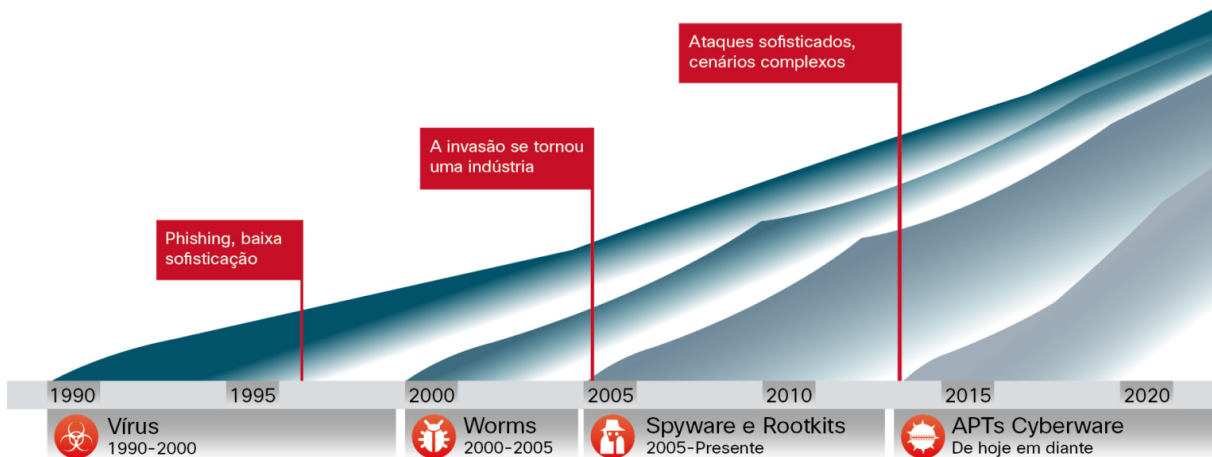 Ataques sofisticados,
cenários complexos
A invasão se tornou
uma indústria
Phishing, baixa
sofisticação
1990
1995
2000
2005
2010
2015
2020
Vírus
1990-2000
Worms
2000-2005
Spyware e Rootkits
2005-Presente
APTs Cyberware
De hoje em diante